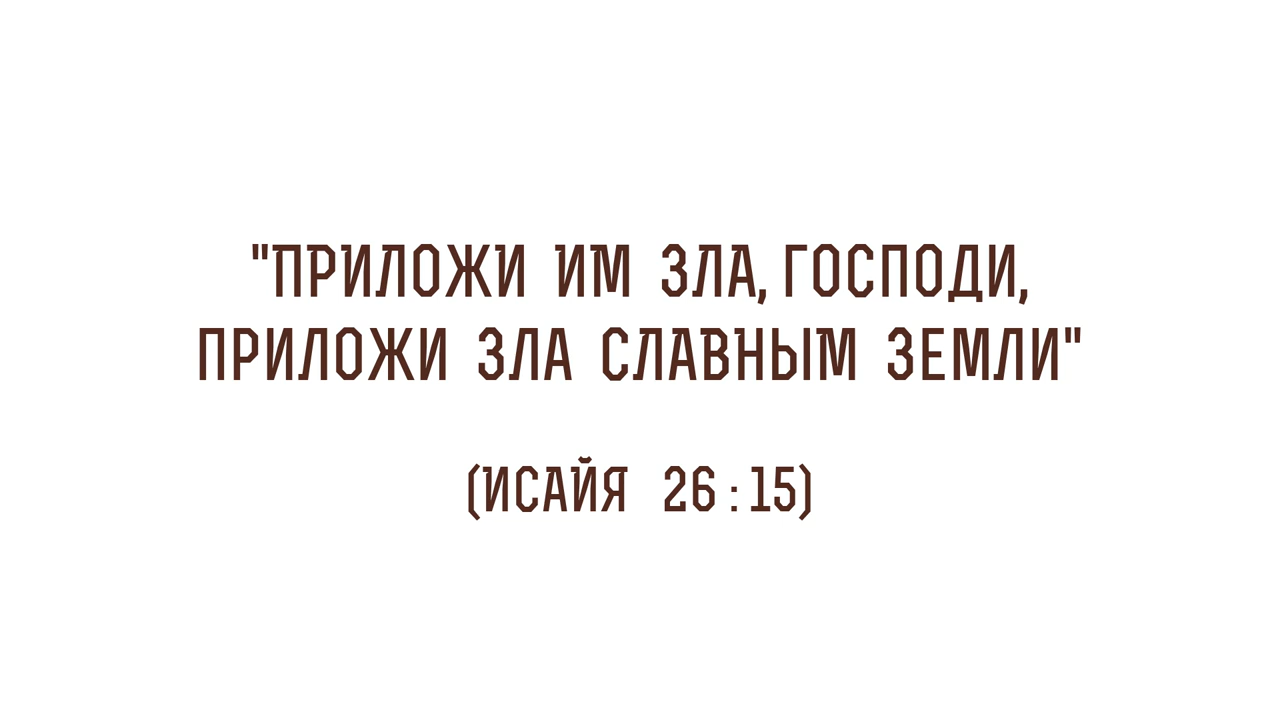 "ПРИЛОЖИ ИМ ЗЛА, ГОСПОДИ,
ПРИЛОЖИ ЗЛА СЛАВНЫМ ЗЕМЛИ"
(ИСАЙЯ 26:15)